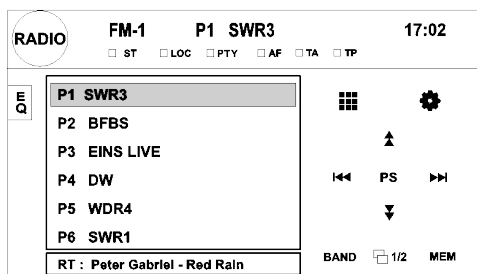 RADIO
FM-1 P1 SWR3 17:02
ST LOC PTY AF TA TP
EQ
P1 SWR3
P2 BFBS
P3 EINS LIVE
P4 DW
P5 WDR4
P6 SWR1
PS
BAND 1/2 MEM
RT : Peter Gabriel - Red Rain